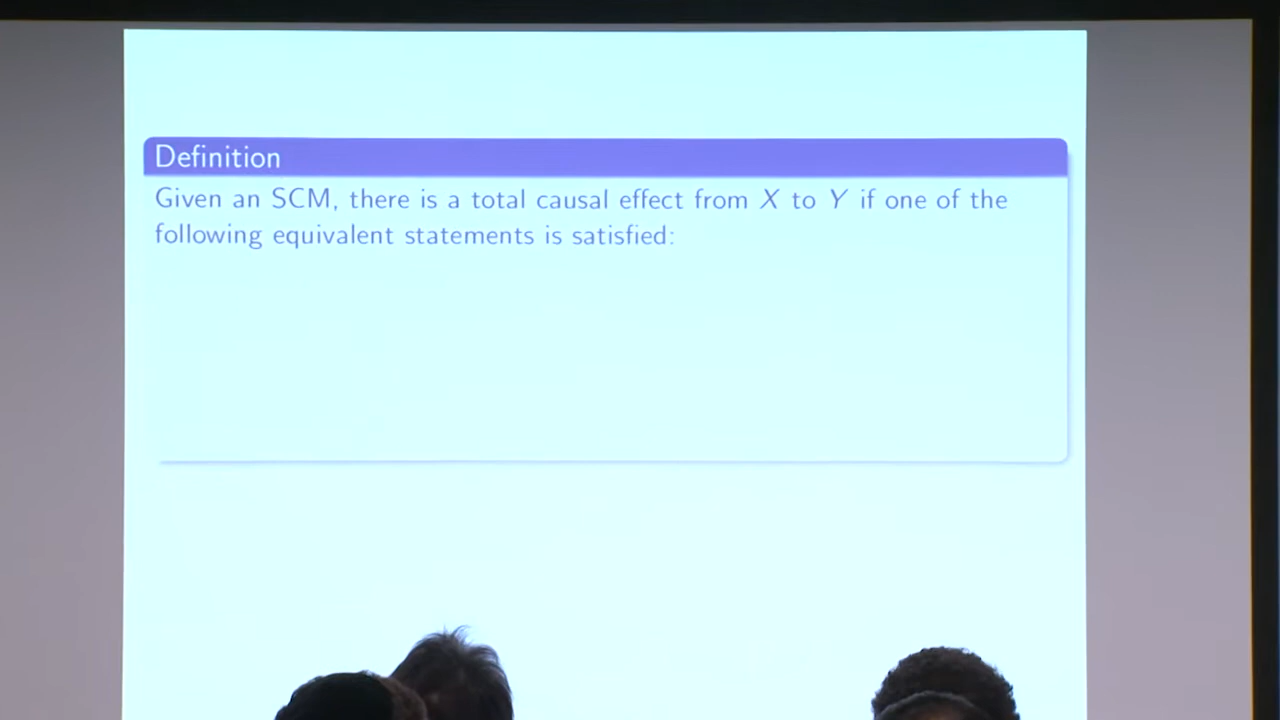 Definition
Given an SCM, there is a total causal effect from X to Y if one of the
following equivalent statements is satisfied: